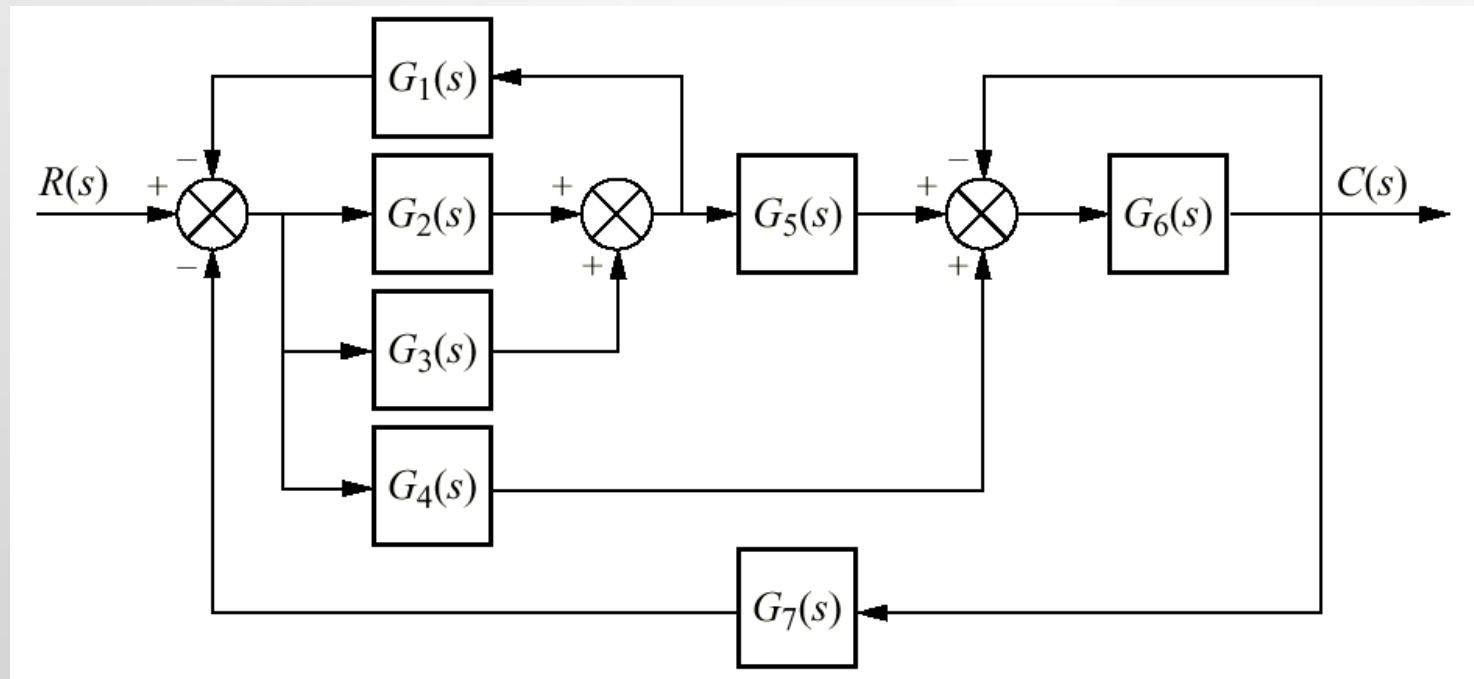 G₁(s)
R(s)
+
−
−
G₂(s)
+
+
G₅(s)
+
−
+
G₆(s)
C(s)
G₃(s)
G₄(s)
G₇(s)